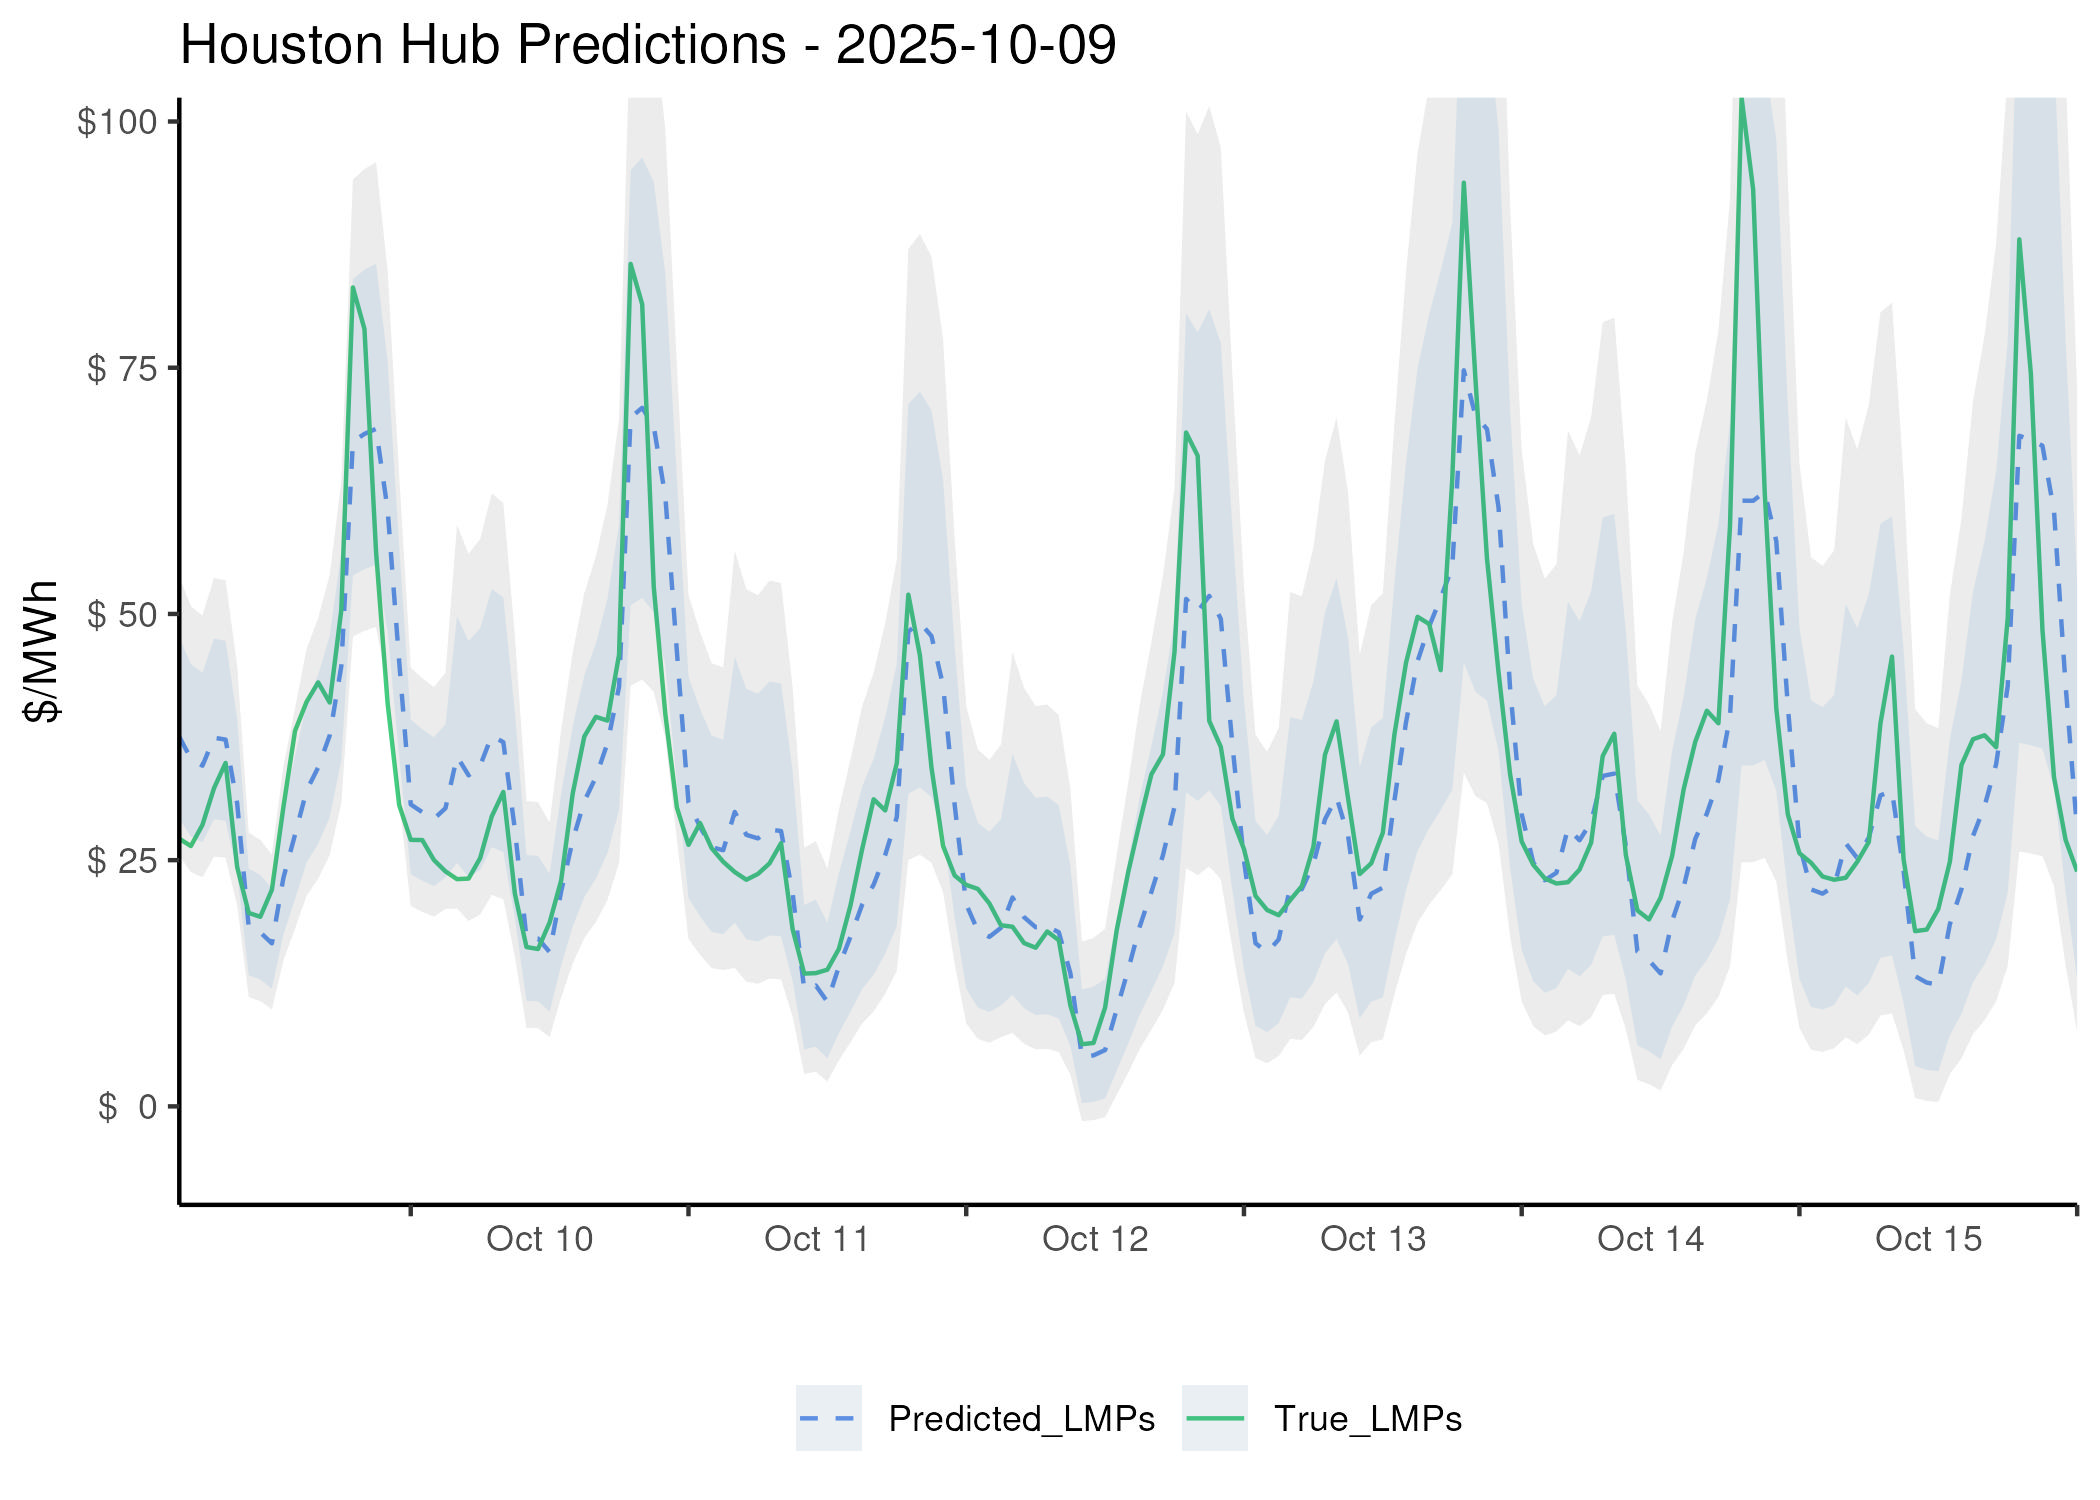 Houston Hub Predictions - 2025-10-09
$/MWh
$100
$ 75
$ 50
$ 25
$ 0
Oct 10 Oct 11 Oct 12 Oct 13 Oct 14 Oct 15
Predicted_LMPs True_LMPs